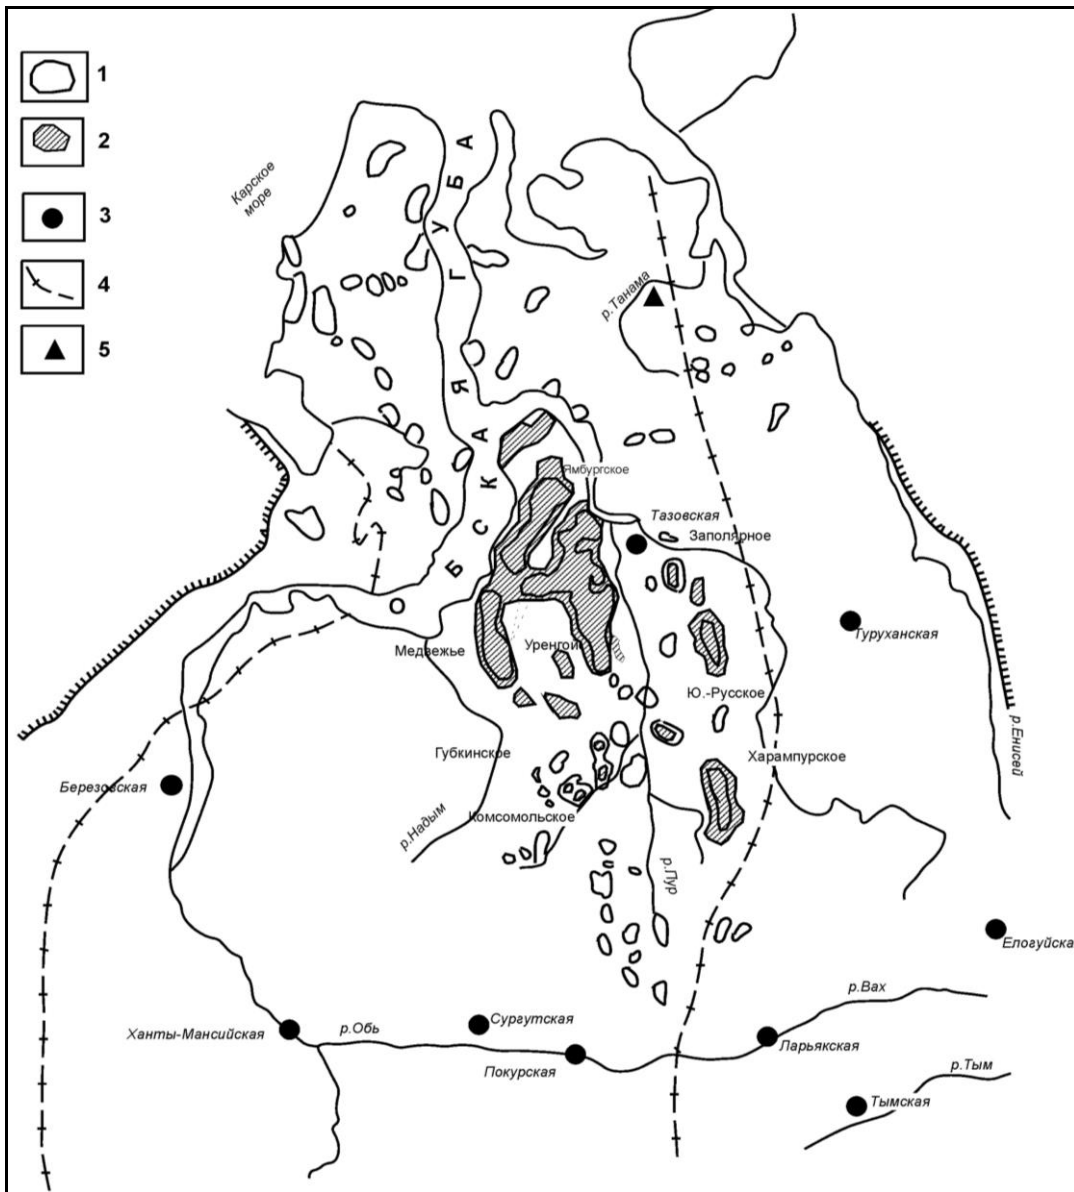 1
2
3
4
5
Карское
море
ОБСКАЯ ГУБА
р.Танама
Ямбургское
Тазовская
Заполярное
Туруханская
Медвежье
Уренгой
Ю.-Русское
р.Енисей
Губкинское
Харампурское
Березовская
р.Надым
Комсомольское
р.Пур
Елогуйска
р.Вах
Ханты-Мансийская
р.Обь
Сургутская
Ларьякская
Покурская
р.Тым
Тымская